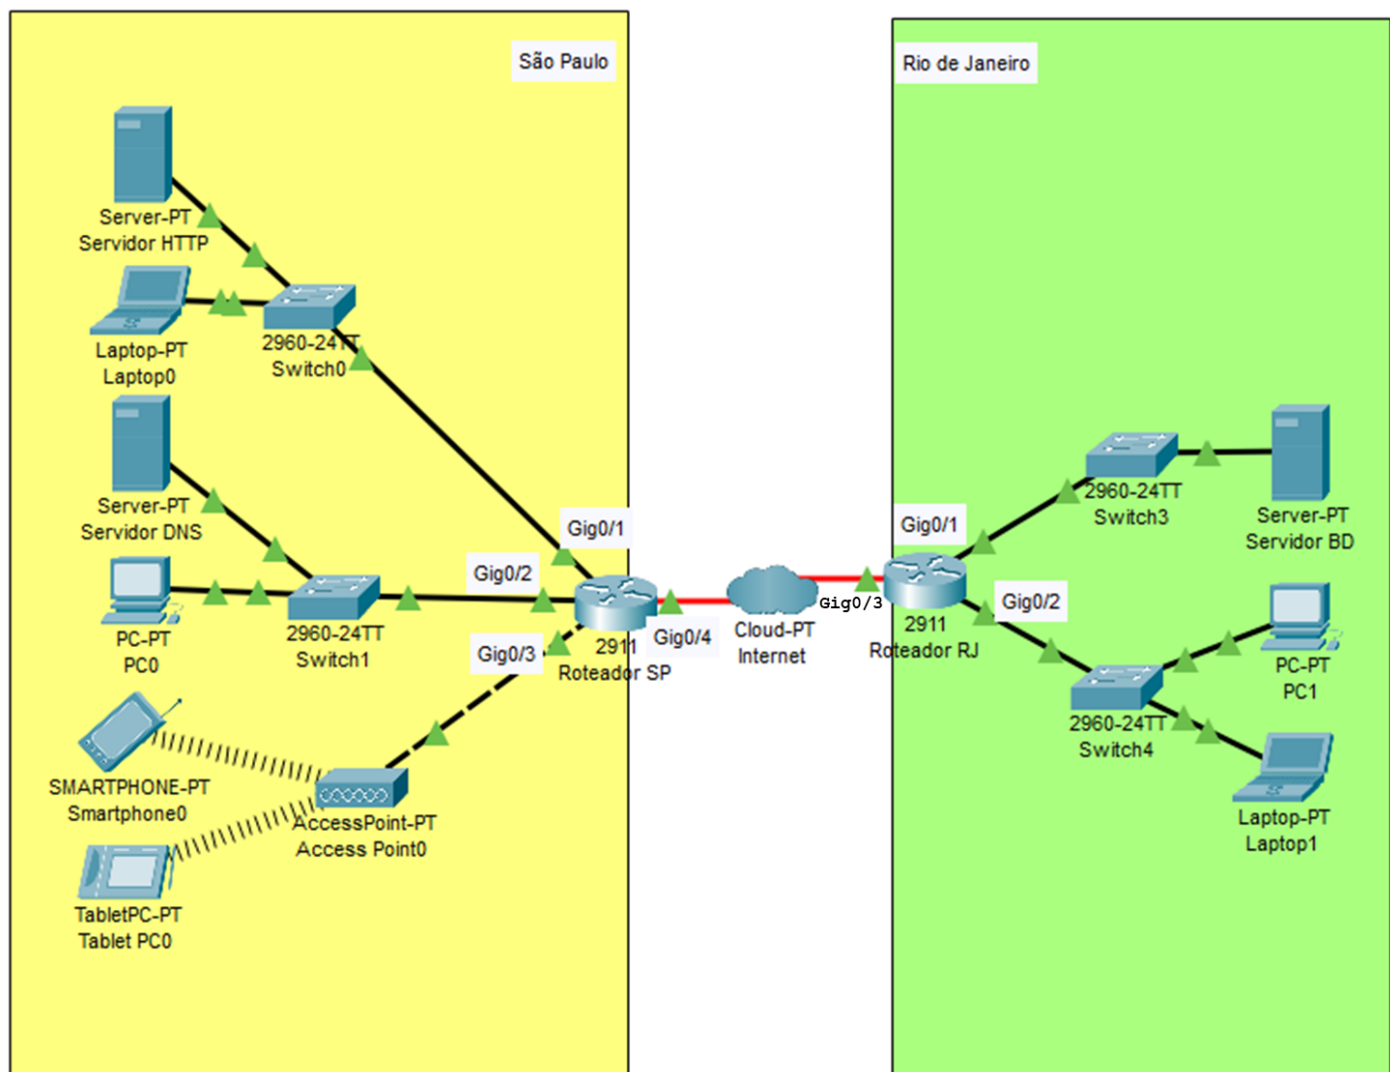 São Paulo
Rio de Janeiro
Server-PT
Servidor HTTP
Laptop-PT
Laptop0
2960-24TT
Switch0
Server-PT
Servidor DNS
PC-PT
PC0
2960-24TT
Switch1
SMARTPHONE-PT
Smartphone0
TabletPC-PT
Tablet PC0
AccessPoint-PT
Access Point0
Gig0/1
Gig0/2
Gig0/3
2911
Roteador SP
Gig0/4
Cloud-PT
Internet
Gig0/3
Gig0/1
2911
Roteador RJ
Gig0/2
2960-24TT
Switch3
Server-PT
Servidor BD
2960-24TT
Switch4
PC-PT
PC1
Laptop-PT
Laptop1